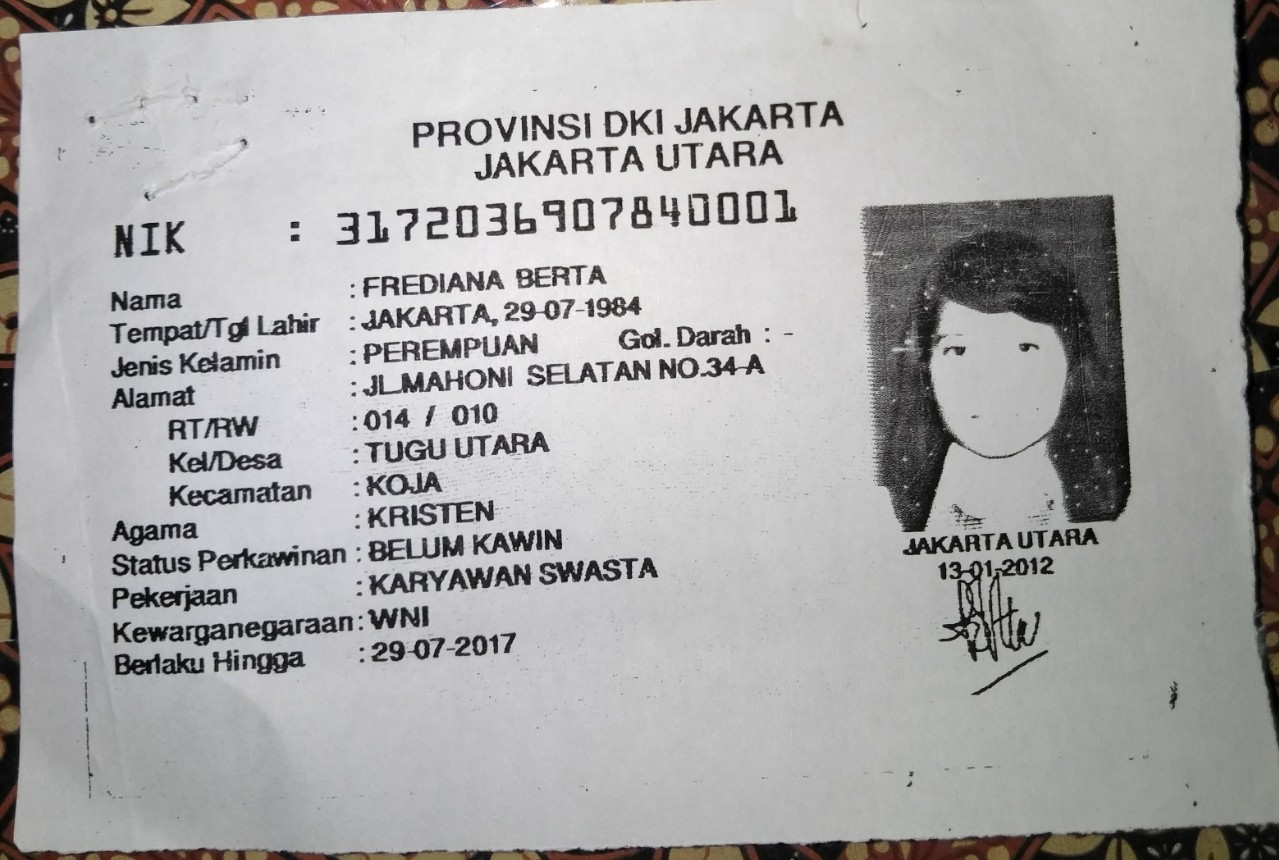 PROVINSI DKI JAKARTA
JAKARTA UTARA
NIK : 3172036907840001
Nama : FREDIANA BERTA
Tempat/Tgl Lahir : JAKARTA, 29-07-1984
Jenis Kelamin : PEREMPUAN Gol. Darah : -
Alamat : JL.MAHONI SELATAN NO.34-A
RT/RW : 014 / 010
Kel/Desa : TUGU UTARA
Kecamatan : KOJA
Agama : KRISTEN
Status Perkawinan : BELUM KAWIN
Pekerjaan : KARYAWAN SWASTA
Kewarganegaraan : WNI
Berlaku Hingga : 29-07-2017
JAKARTA UTARA
13-01-2012